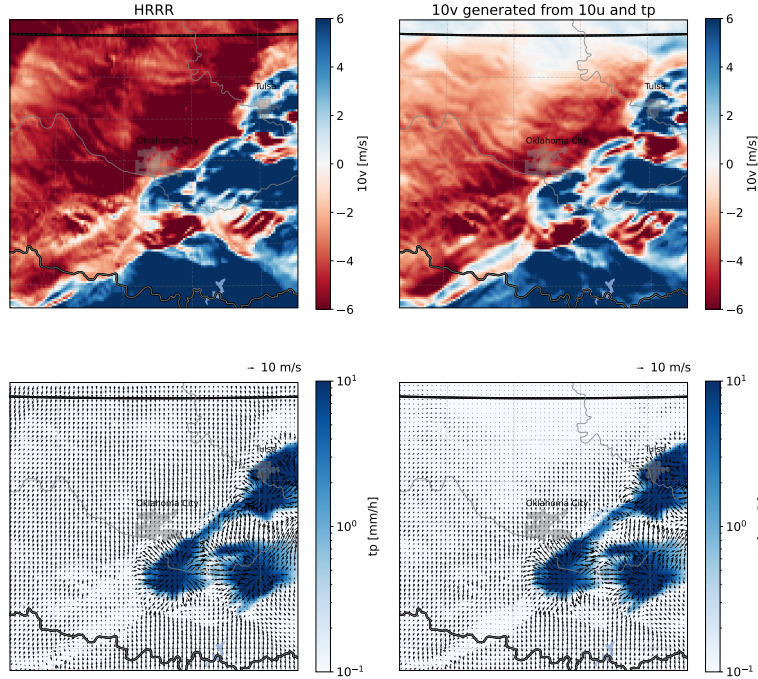 HRRR
10v generated from 10u and tp
Tulsa
Oklahoma City
6
4
2
0
−2
−4
−6
10v [m/s]
Tulsa
Oklahoma City
6
4
2
0
−2
−4
−6
10v [m/s]
10 m/s
10 m/s
Tulsa
Oklahoma City
10¹
10⁰
10⁻¹
tp [mm/h]
Tulsa
Oklahoma City
10¹
10⁰
10⁻¹